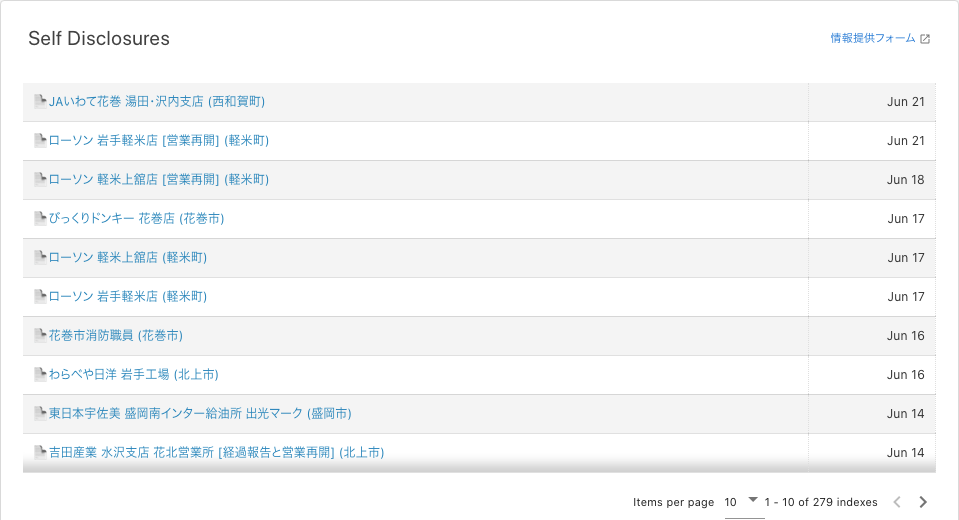 Self Disclosures
情報提供フォーム
JAいわて花巻 湯田・沢内支店 (西和賀町) Jun 21
ローソン 岩手軽米店 [営業再開] (軽米町) Jun 21
ローソン 軽米上舘店 [営業再開] (軽米町) Jun 18
びっくりドンキー 花巻店 (花巻市) Jun 17
ローソン 軽米上舘店 (軽米町) Jun 17
ローソン 岩手軽米店 (軽米町) Jun 17
花巻市消防職員 (花巻市) Jun 16
わらべや日洋 岩手工場 (北上市) Jun 16
東日本宇佐美 盛岡南インター給油所 出光マーク (盛岡市) Jun 14
吉田産業 水沢支店 花北営業所 [経過報告と営業再開] (北上市) Jun 14
Items per page 10 1 - 10 of 279 indexes